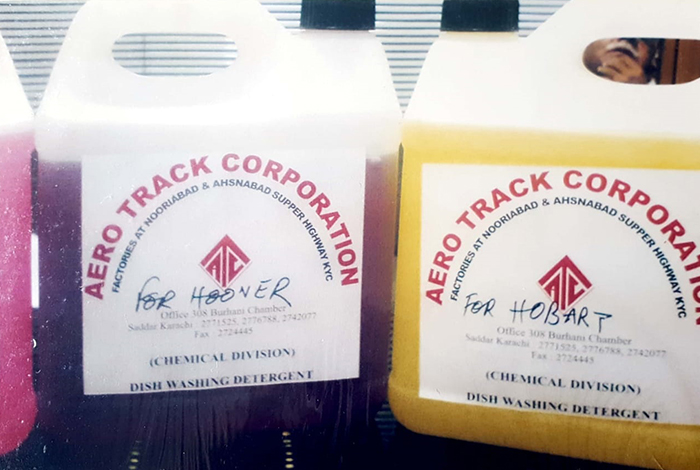 AERO TRACK CORPORATION
FACTORIES AT NOORIABAD & AHSNABAD SUPPER HIGHWAY KYC
ATC
FOR HOONER
Office 308 Burhani Chamber
Saddar Karachi 2771525, 2776788, 2742077
Fax 2724445
(CHEMICAL DIVISION)
DISH WASHING DETERGENT
AERO TRACK CORPORATION
FACTORIES AT NOORIABAD & AHSNABAD SUPPER HIGHWAY KYC
ATC
FOR HOBART
Office 308 Burhani Chamber
Saddar Karachi 2771525, 2776788, 2742077
Fax 2724445
(CHEMICAL DIVISION)
DISH WASHING DETERGENT